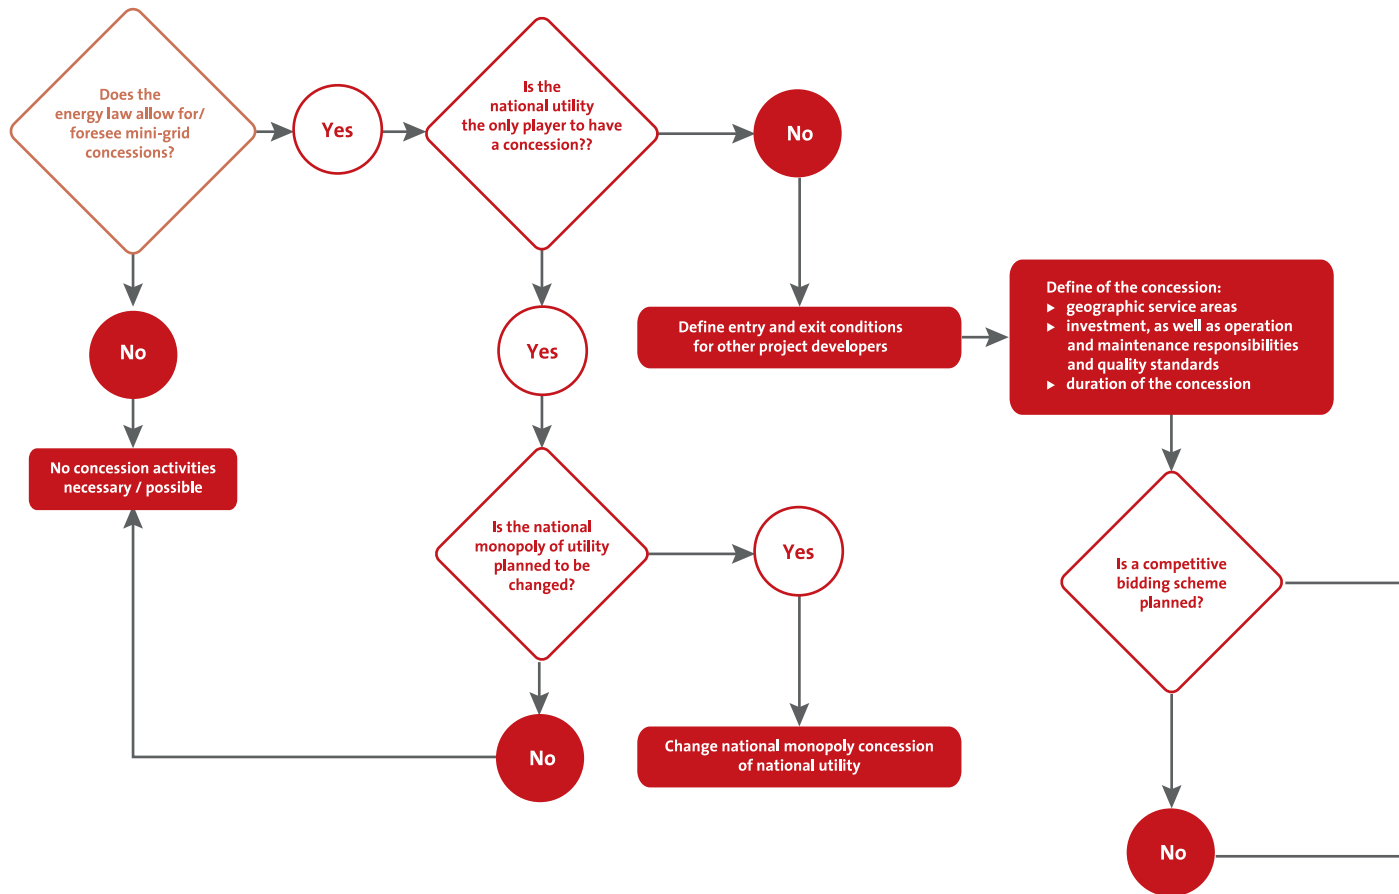 Does the
energy law allow for/
foresee mini-grid
concessions?
Yes
Is the
national utility
the only player to have
a concession??
No
No
Yes
Define entry and exit conditions
for other project developers
Define of the concession:
▶ geographic service areas
▶ investment, as well as operation
and maintenance responsibilities
and quality standards
▶ duration of the concession
No concession activities
necessary / possible
Is the national
monopoly of utility
planned to be
changed?
Yes
Is a competitive
bidding scheme
planned?
No
Change national monopoly concession
of national utility
No